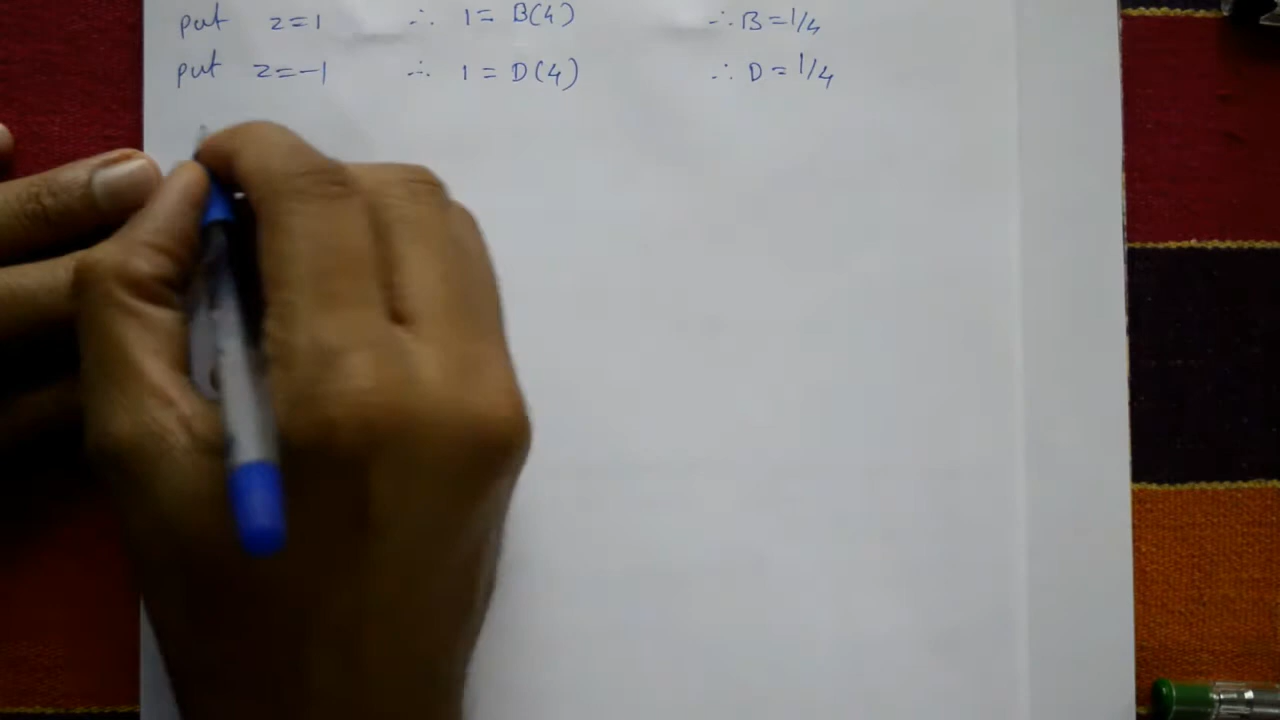 put z=1 ∴ 1= B(4) ∴ B=1/4
put z=-1 ∴ 1 = D(4) ∴ D = 1/4